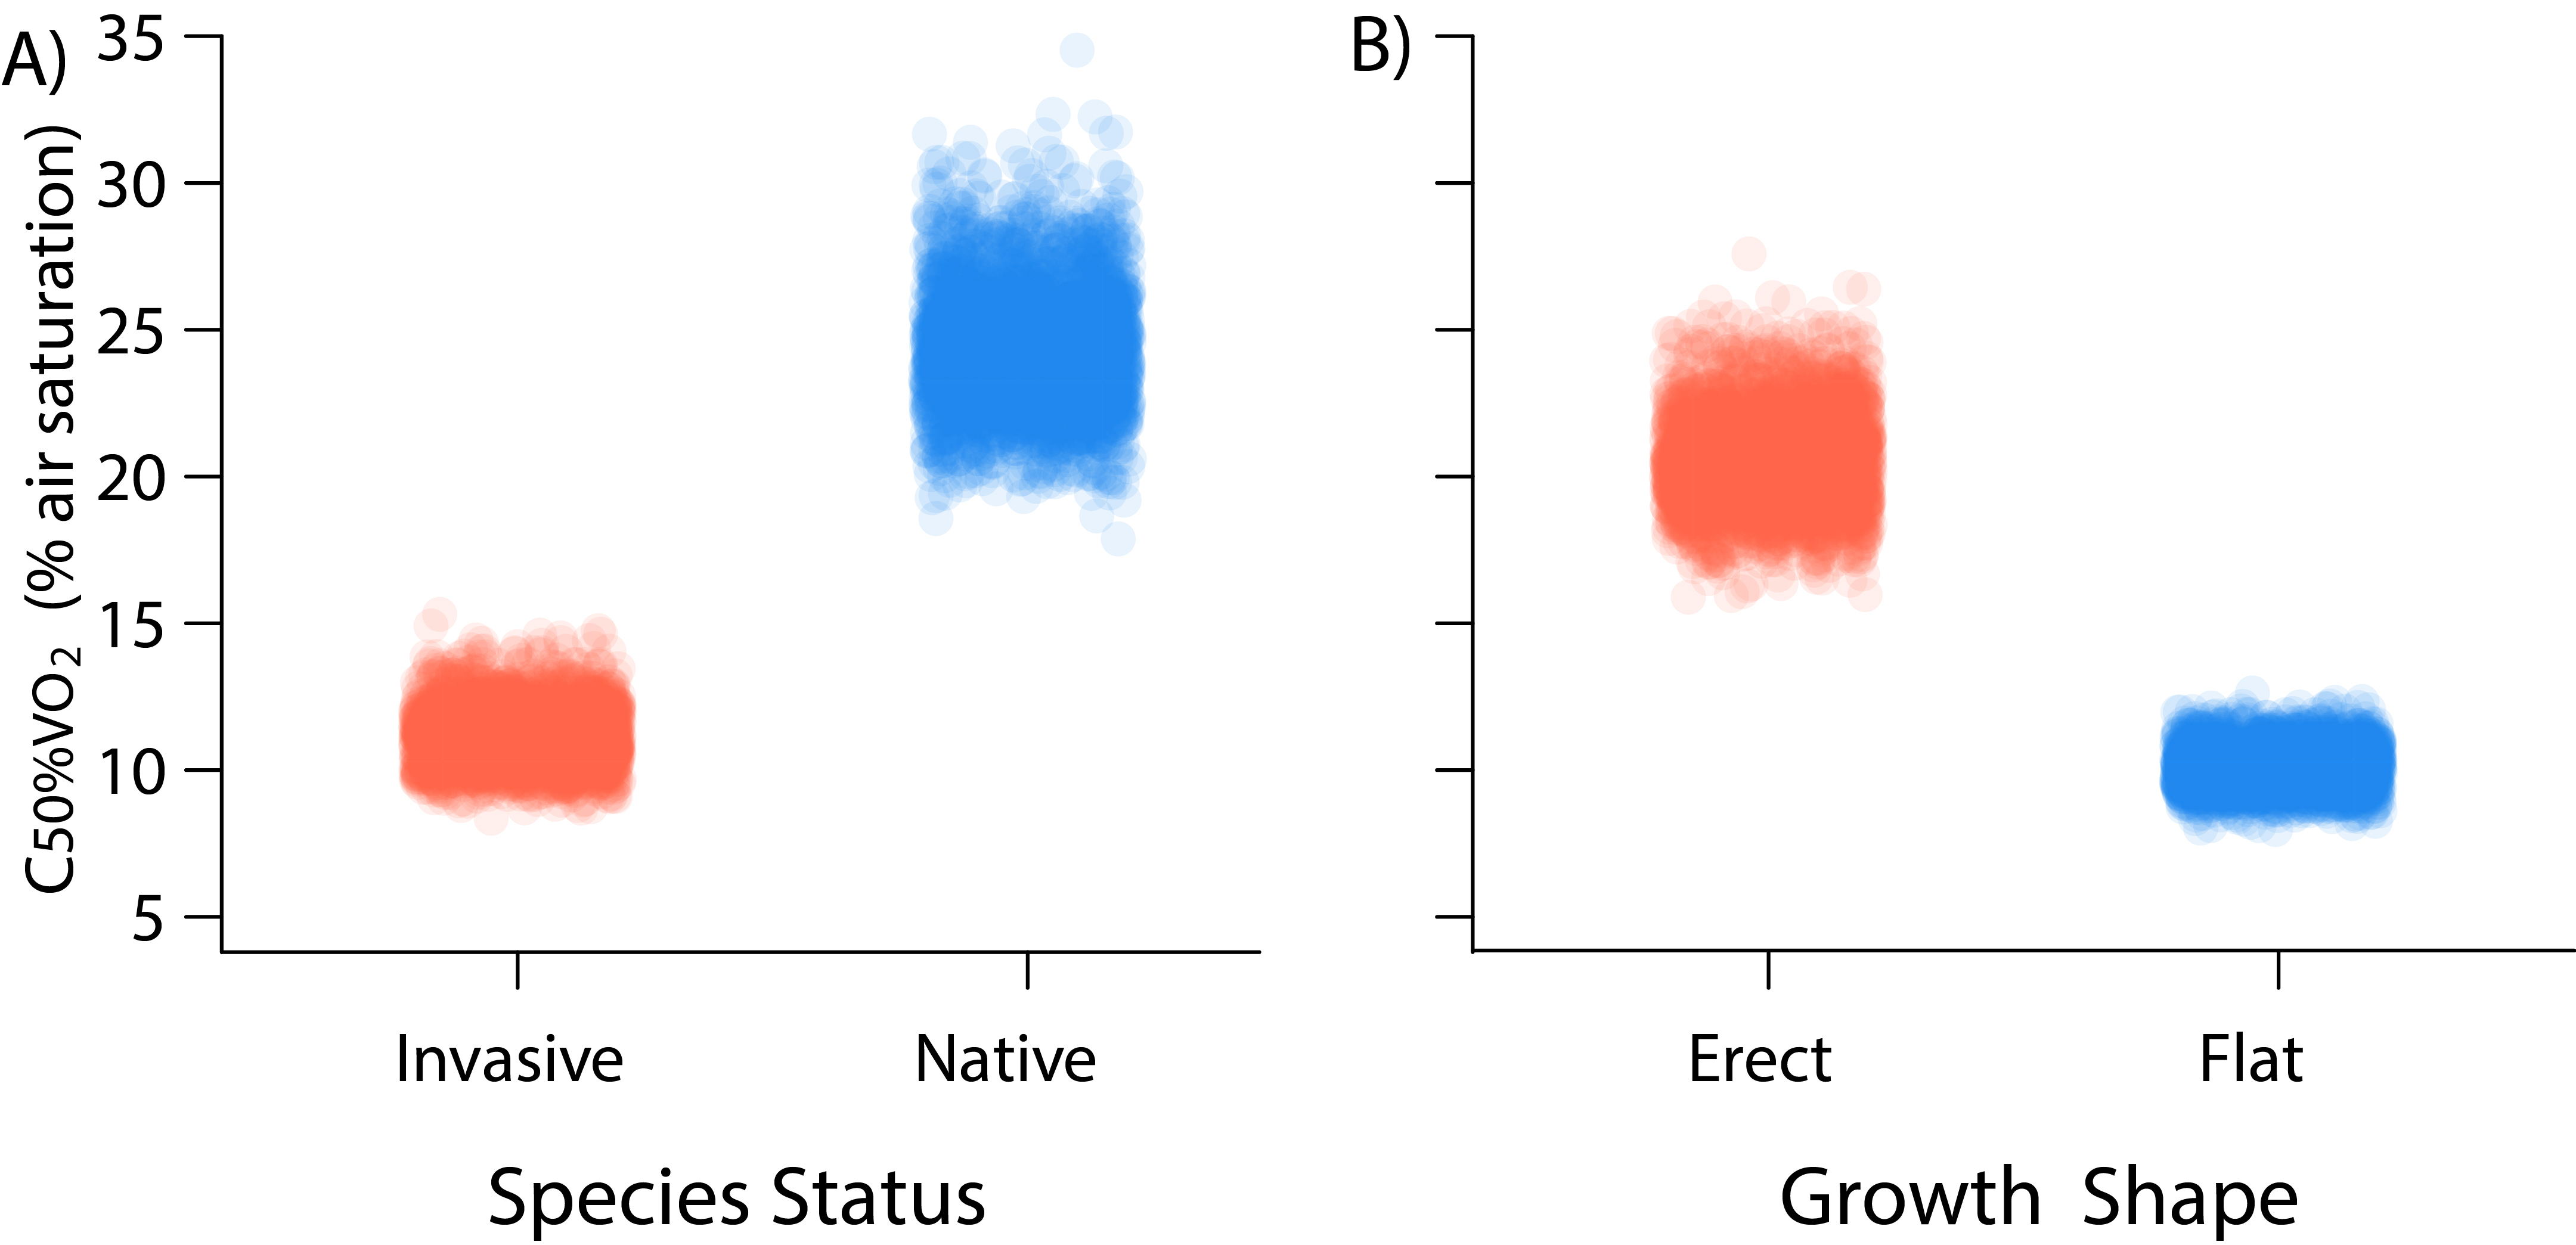 A)
C50%VO₂ (% air saturation)
35
30
25
20
15
10
5
Invasive
Native
Species Status
B)
Erect
Flat
Growth Shape